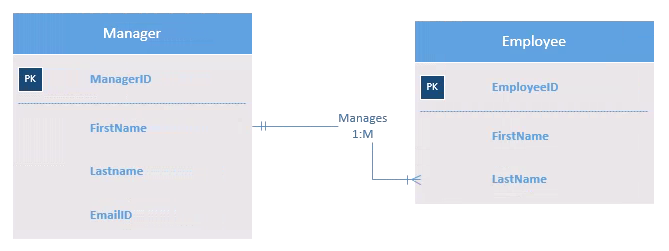 Manager
PK ManagerID
FirstName
Lastname
EmailID
Manages
1:M
Employee
PK EmployeeID
FirstName
LastName